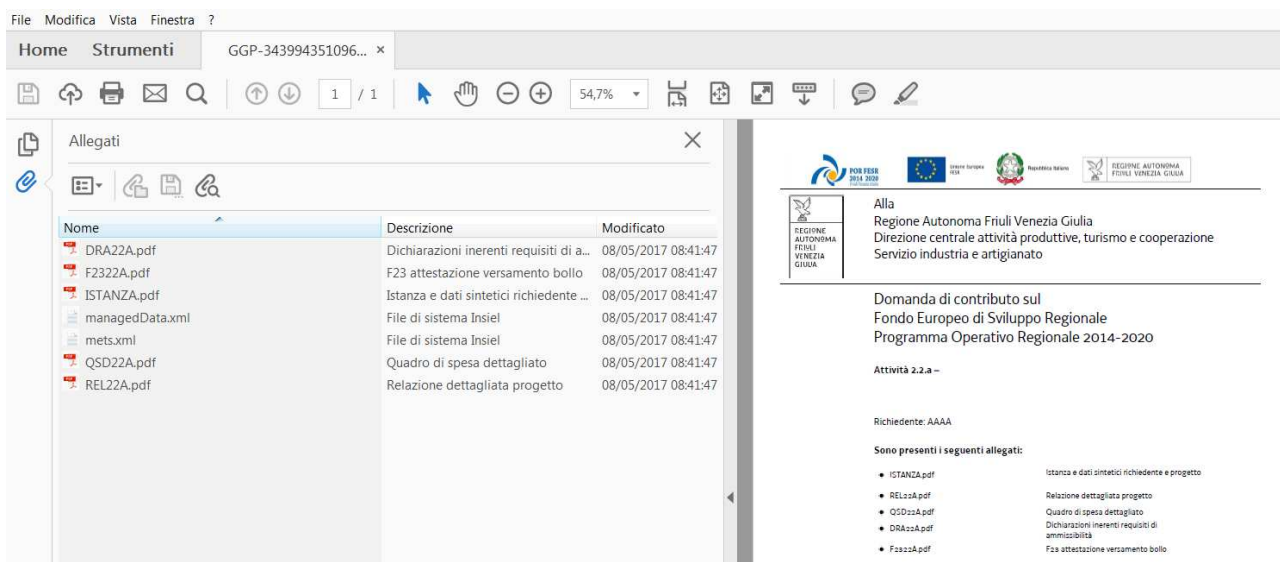 File Modifica Vista Finestra ?
Home Strumenti GGP-343994351096... ×
1 / 1 54,7%
Allegati
Nome Descrizione Modificato
DRA22A.pdf Dichiarazioni inerenti requisiti di a... 08/05/2017 08:41:47
F2322A.pdf F23 attestazione versamento bollo 08/05/2017 08:41:47
ISTANZA.pdf Istanza e dati sintetici richiedente ... 08/05/2017 08:41:47
managedData.xml File di sistema Insiel 08/05/2017 08:41:47
mets.xml File di sistema Insiel 08/05/2017 08:41:47
QSD22A.pdf Quadro di spesa dettagliato 08/05/2017 08:41:47
REL22A.pdf Relazione dettagliata progetto 08/05/2017 08:41:47
POR FESR
2014 2020
Unione Europea
FESR
Repubblica Italiana
REGIONE AUTONOMA
FRIULI VENEZIA GIULIA
REGIONE
AUTONOMA
FRIULI
VENEZIA
GIULIA
Alla
Regione Autonoma Friuli Venezia Giulia
Direzione centrale attività produttive, turismo e cooperazione
Servizio industria e artigianato
Domanda di contributo sul
Fondo Europeo di Sviluppo Regionale
Programma Operativo Regionale 2014-2020
Attività 2.2.a –
Richiedente: AAAA
Sono presenti i seguenti allegati:
• ISTANZA.pdf Istanza e dati sintetici richiedente e progetto
• REL22A.pdf Relazione dettagliata progetto
• QSD22A.pdf Quadro di spesa dettagliato
• DRA22A.pdf Dichiarazioni inerenti requisiti di
ammissibilità
• F2322A.pdf F23 attestazione versamento bollo